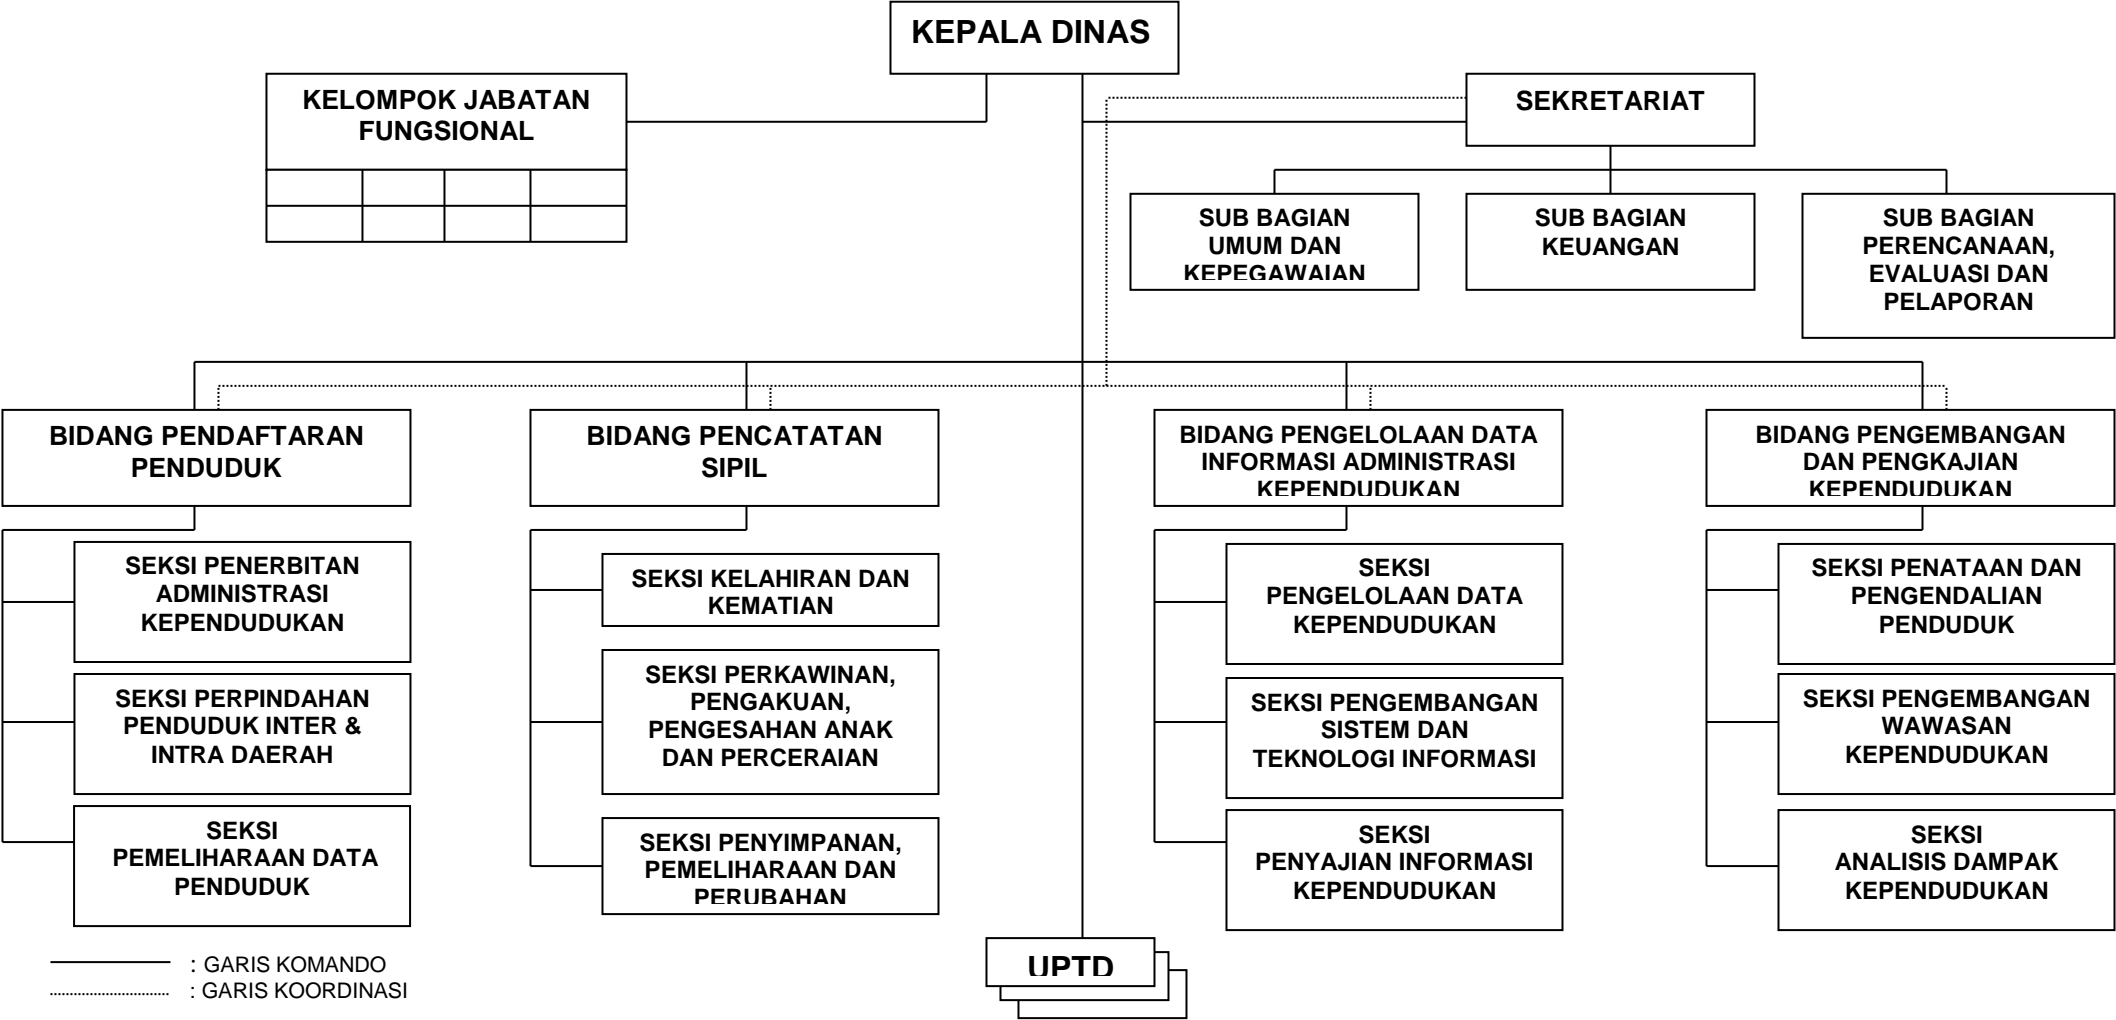 KEPALA DINAS
KELOMPOK JABATAN
FUNGSIONAL
SEKRETARIAT
SUB BAGIAN
UMUM DAN
KEPEGAWAIAN
SUB BAGIAN
KEUANGAN
SUB BAGIAN
PERENCANAAN,
EVALUASI DAN
PELAPORAN
BIDANG PENDAFTARAN
PENDUDUK
BIDANG PENCATATAN
SIPIL
BIDANG PENGELOLAAN DATA
INFORMASI ADMINISTRASI
KEPENDUDUKAN
BIDANG PENGEMBANGAN
DAN PENGKAJIAN
KEPENDUDUKAN
SEKSI PENERBITAN
ADMINISTRASI
KEPENDUDUKAN
SEKSI PERPINDAHAN
PENDUDUK INTER &
INTRA DAERAH
SEKSI
PEMELIHARAAN DATA
PENDUDUK
SEKSI KELAHIRAN DAN
KEMATIAN
SEKSI PERKAWINAN,
PENGAKUAN,
PENGESAHAN ANAK
DAN PERCERAIAN
SEKSI PENYIMPANAN,
PEMELIHARAAN DAN
PERUBAHAN
SEKSI
PENGELOLAAN DATA
KEPENDUDUKAN
SEKSI PENGEMBANGAN
SISTEM DAN
TEKNOLOGI INFORMASI
SEKSI
PENYAJIAN INFORMASI
KEPENDUDUKAN
SEKSI PENATAAN DAN
PENGENDALIAN
PENDUDUK
SEKSI PENGEMBANGAN
WAWASAN
KEPENDUDUKAN
SEKSI
ANALISIS DAMPAK
KEPENDUDUKAN
UPTD
: GARIS KOMANDO
: GARIS KOORDINASI